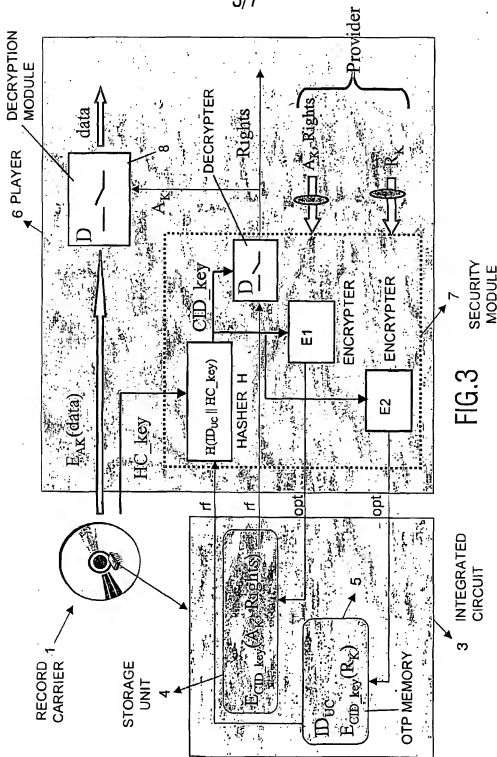 3/7
DECRYPTION
MODULE
6 PLAYER
data
8
D
A_K
Rights
DECRYPTER
Provider
A_K, Rights
R_K
E_AK(data)
HC_key
CID_key
D
H(ID_UC || HC_key)
HASHER H
E1
ENCRYPTER
E2
ENCRYPTER
7
SECURITY
MODULE
rf
rf
opt
opt
RECORD 1
CARRIER
STORAGE
UNIT
4
E_CID_key(A_K, Rights)
5
ID_UC
E_CID_key(R_K)
OTP MEMORY
3
INTEGRATED
CIRCUIT
FIG.3